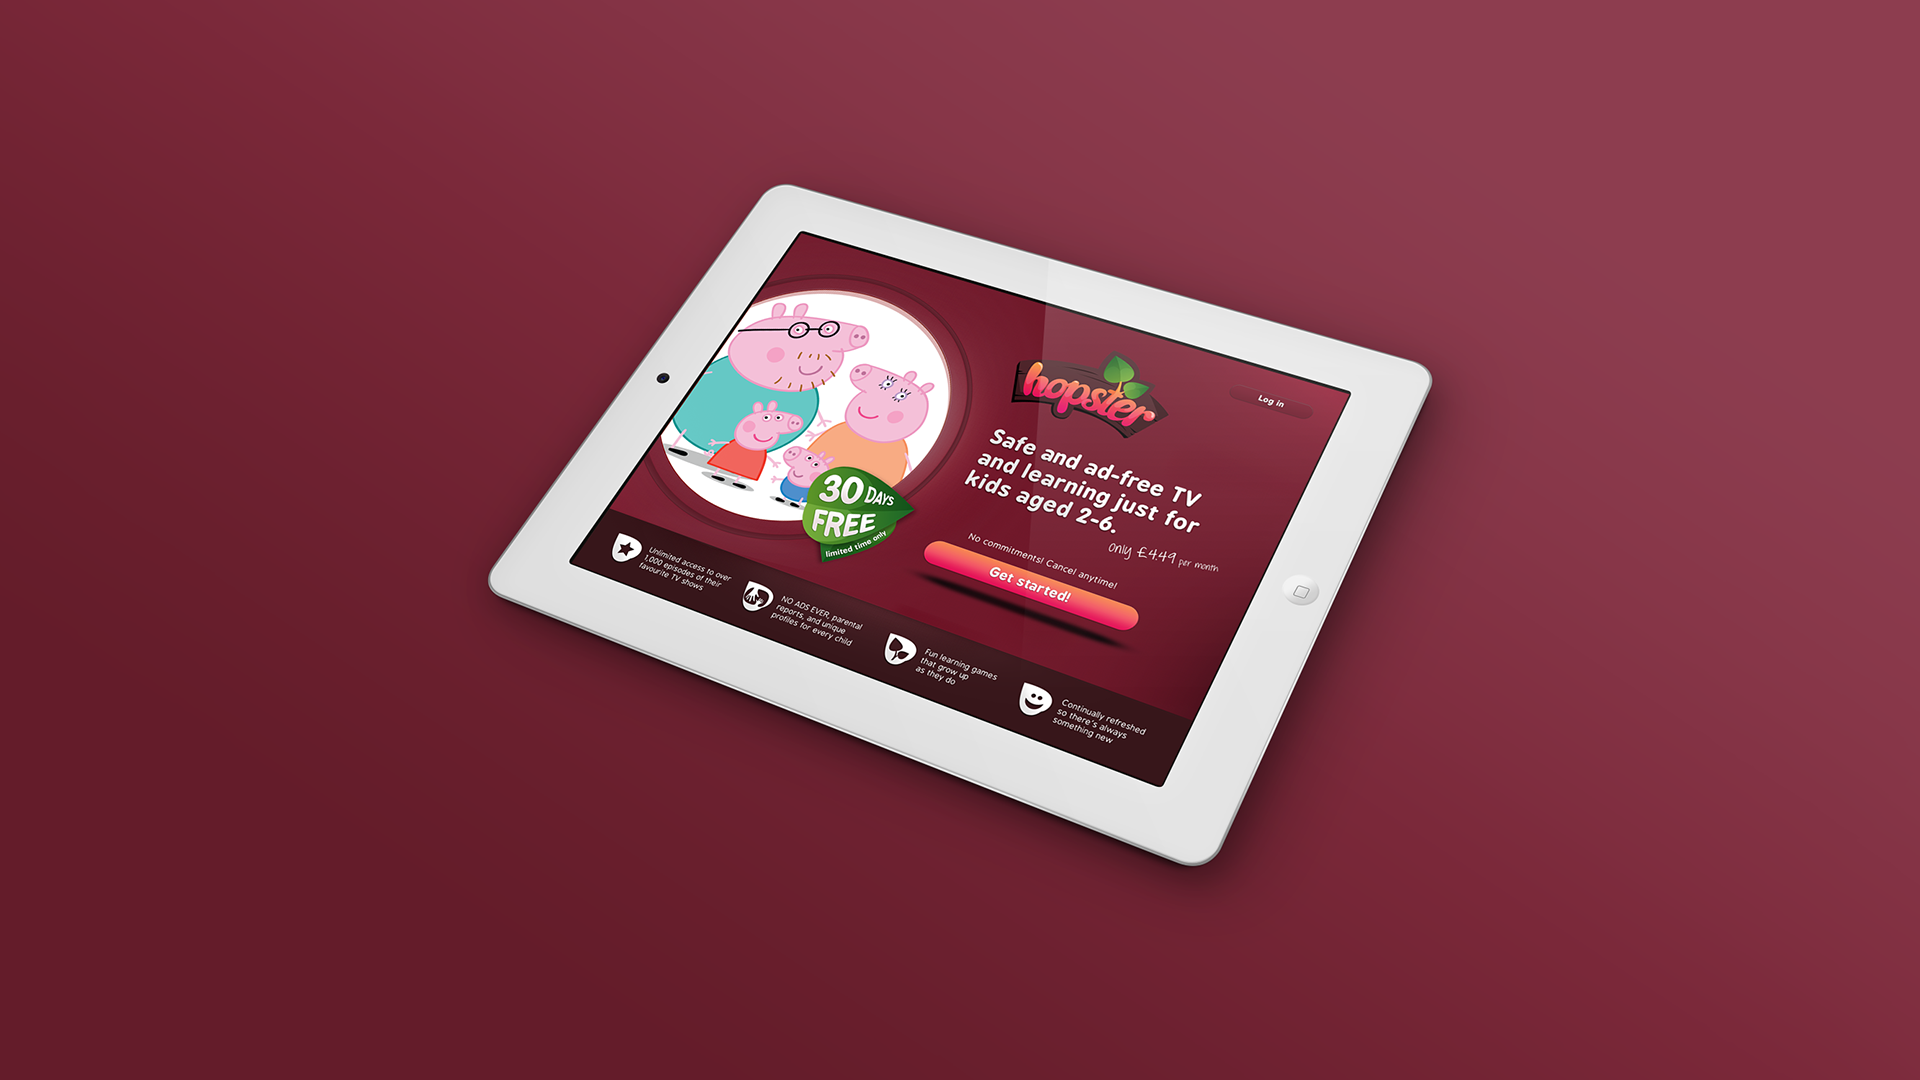 hopster
Log in
Safe and ad-free TV
and learning just for
kids aged 2-6.
only £4.49 per month
No commitments! Cancel anytime!
Get started!
30 DAYS
FREE
limited time only
Unlimited access to over
1,000 episodes of their
favourite TV shows
NO ADS EVER, parental
reports, and unique
profiles for every child
Fun learning games
that grow up
as they do
Continually refreshed
so there's always
something new